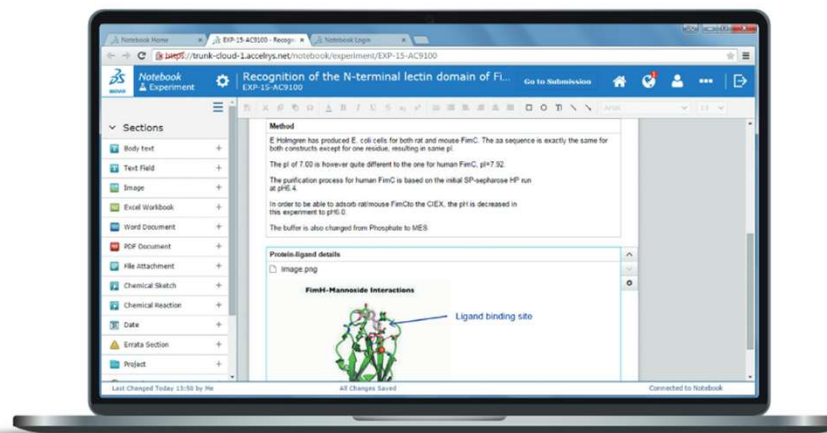 Notebook Home
EXP-15-AC9100 - Recogni
Notebook Login
https://trunk-cloud-1.accelrys.net/notebook/experiment/EXP-15-AC9100
Notebook
Experiment
Recognition of the N-terminal lectin domain of Fi...
EXP-15-AC9100
Go to Submission
Sections
Body text
Text Field
Image
Excel Workbook
Word Document
PDF Document
File Attachment
Chemical Sketch
Chemical Reaction
Date
Errata Section
Project
Method
E Holmgren has produced E. coli cells for both rat and mouse FimC. The aa sequence is exactly the same for
both constructs except for one residue, resulting in same pI.
The pI of 7.00 is however quite different to the one for human FimC, pI=7.92.
The purification process for human FimC is based on the initial SP-sepharose HP run
at pH6.4.
In order to be able to adsorb rat/mouse FimCto the CIEX, the pH is decreased in
this experiment to pH6.0.
The buffer is also changed from Phosphate to MES.
Protein-ligand details
Image.png
FimH-Mannoside Interactions
Ligand binding site
Last Changed Today 13:58 by Me
All Changes Saved
Connected to Notebook